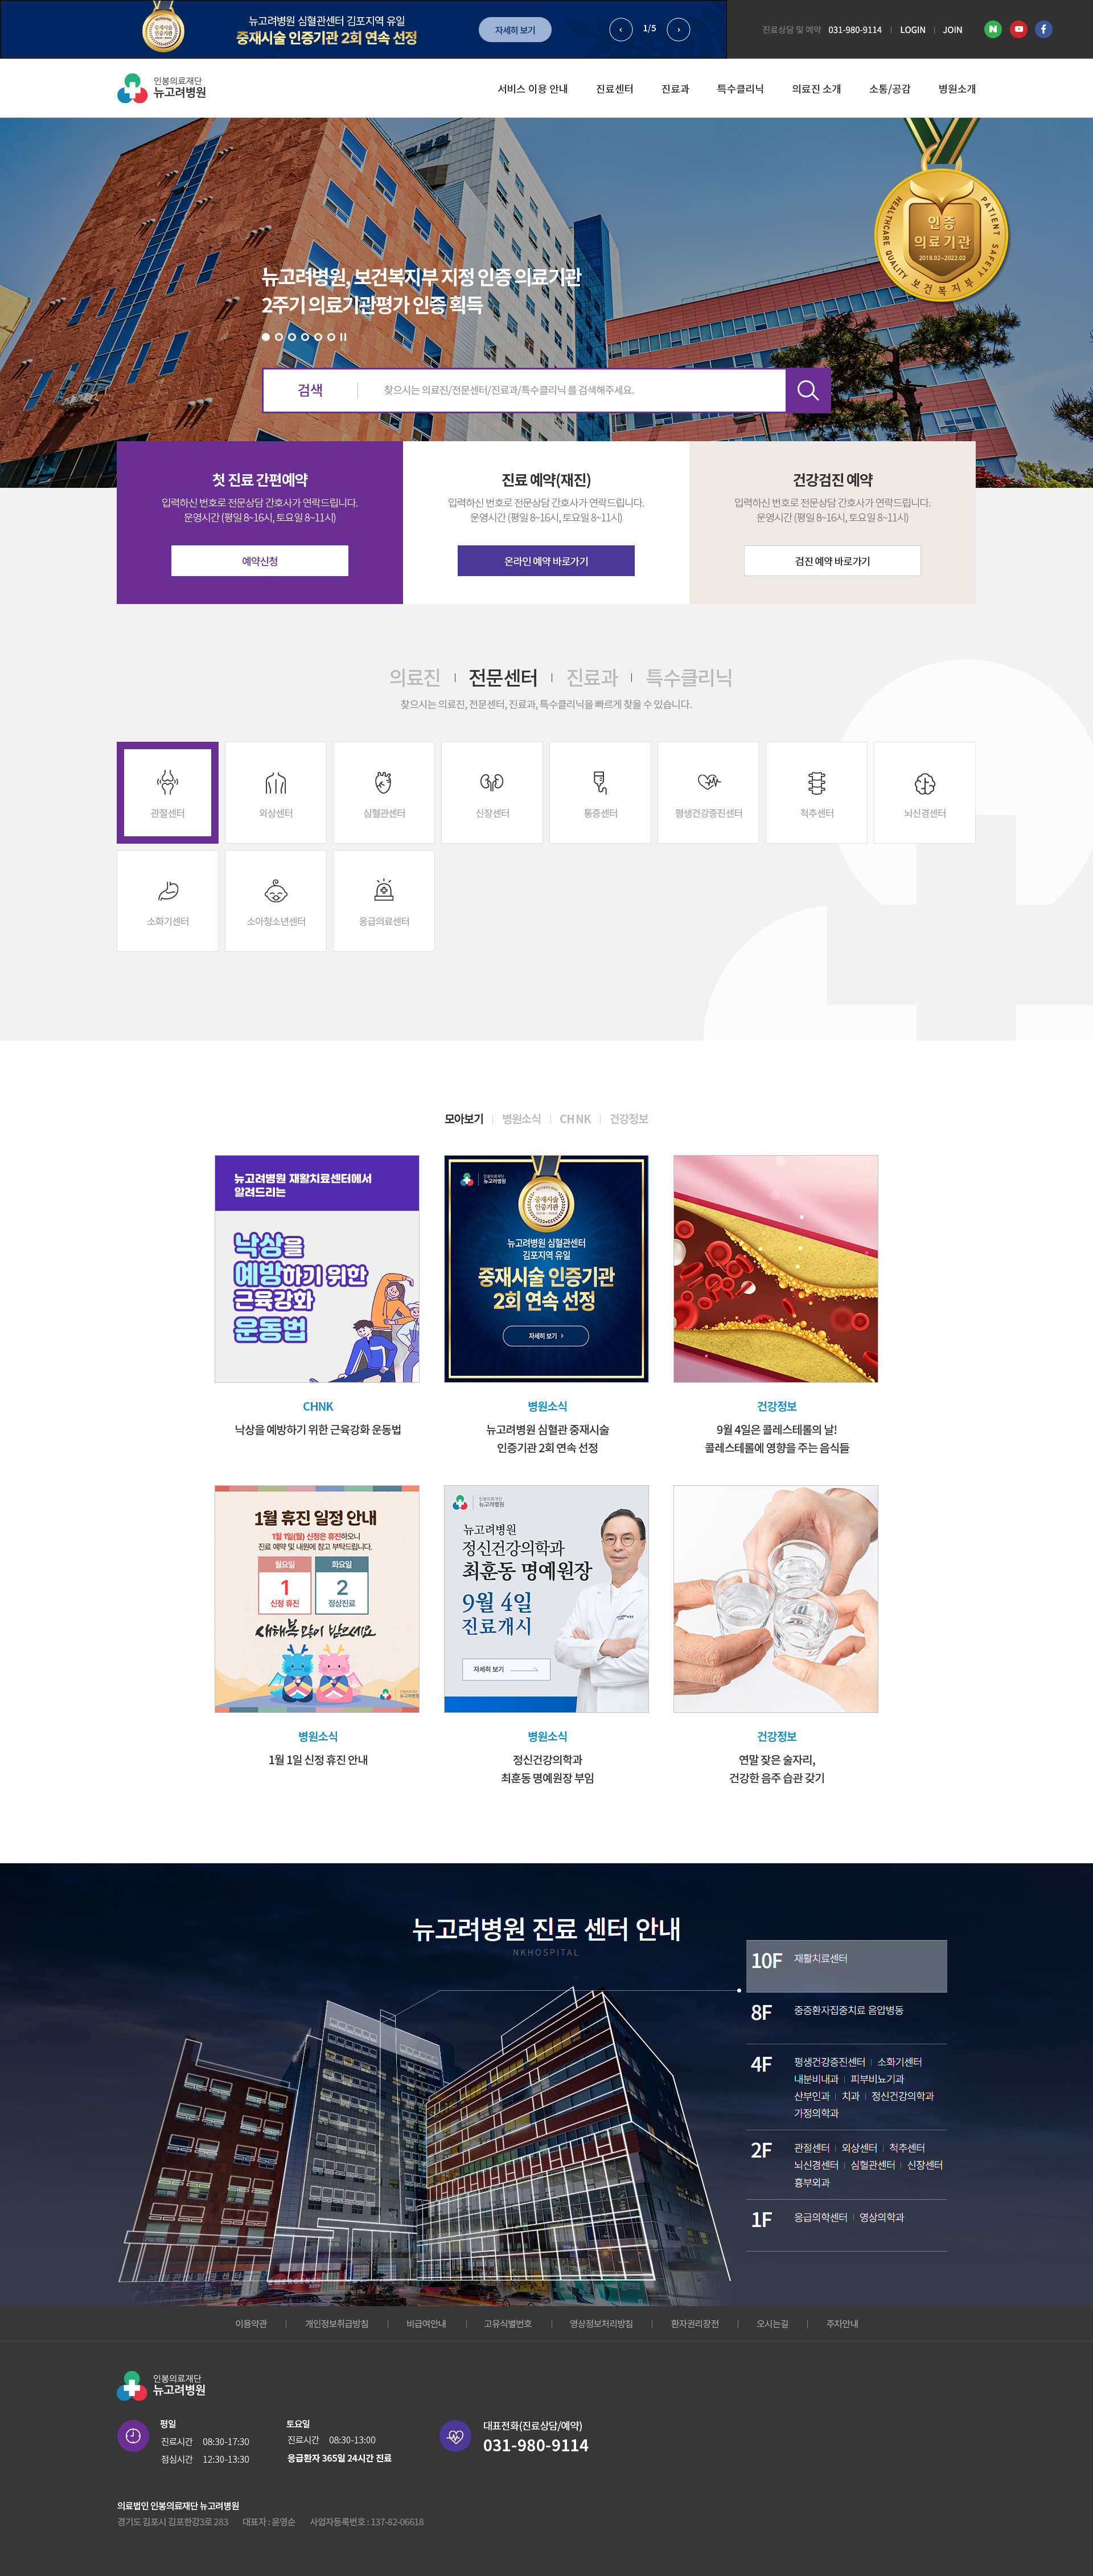 뉴고려병원 심혈관센터 김포지역 유일
중재시술 인증기관 2회 연속 선정
자세히 보기
1/5
진료상담 및 예약 031-980-9114 LOGIN JOIN
인봉의료재단
뉴고려병원
서비스 이용 안내 진료센터 진료과 특수클리닉 의료진 소개 소통/공감 병원소개
HEALTHCARE QUALITY PATIENT SAFETY
인증
의료기관
2018.02~2022.02
보건복지부
뉴고려병원, 보건복지부 지정 인증 의료기관
2주기 의료기관평가 인증 획득
검색 찾으시는 의료진/전문센터/진료과/특수클리닉 를 검색해주세요.
첫 진료 간편예약
입력하신 번호로 전문상담 간호사가 연락드립니다.
운영시간 (평일 8~16시, 토요일 8~11시)
예약신청
진료 예약(재진)
입력하신 번호로 전문상담 간호사가 연락드립니다.
운영시간 (평일 8~16시, 토요일 8~11시)
온라인 예약 바로가기
건강검진 예약
입력하신 번호로 전문상담 간호사가 연락드립니다.
운영시간 (평일 8~16시, 토요일 8~11시)
검진 예약 바로가기
의료진 전문센터 진료과 특수클리닉
찾으시는 의료진, 전문센터, 진료과, 특수클리닉을 빠르게 찾을 수 있습니다.
관절센터 외상센터 심혈관센터 신장센터 통증센터 평생건강증진센터 척추센터 뇌신경센터
소화기센터 소아청소년센터 응급의료센터
모아보기 병원소식 CHNK 건강정보
뉴고려병원 재활치료센터에서
알려드리는
낙상을
예방하기 위한
근육강화
운동법
인봉의료재단
뉴고려병원
중재시술
인증기관
뉴고려병원 심혈관센터
김포지역 유일
중재시술 인증기관
2회 연속 선정
자세히 보기
CHNK
낙상을 예방하기 위한 근육강화 운동법
병원소식
뉴고려병원 심혈관 중재시술
인증기관 2회 연속 선정
건강정보
9월 4일은 콜레스테롤의 날!
콜레스테롤에 영향을 주는 음식들
1월 휴진 일정 안내
1월 1일(월) 신정은 휴진하오니
진료 예약 및 내원에 참고 부탁드립니다.
월요일 화요일
1 2
신정 휴진 정상진료
새해 복 많이 받으세요
인봉의료재단
뉴고려병원
인봉의료재단
뉴고려병원
뉴고려병원
정신건강의학과
최훈동 명예원장
9월 4일
진료개시
자세히 보기
병원소식
1월 1일 신정 휴진 안내
병원소식
정신건강의학과
최훈동 명예원장 부임
건강정보
연말 잦은 술자리,
건강한 음주 습관 갖기
뉴고려병원 진료 센터 안내
NKHOSPITAL
10F 재활치료센터
8F 중증환자집중치료 음압병동
4F 평생건강증진센터 소화기센터
내분비내과 피부비뇨기과
산부인과 치과 정신건강의학과
가정의학과
2F 관절센터 외상센터 척추센터
뇌신경센터 심혈관센터 신장센터
흉부외과
1F 응급의학센터 영상의학과
이용약관 개인정보취급방침 비급여안내 고유식별번호 영상정보처리방침 환자권리장전 오시는길 주차안내
인봉의료재단
뉴고려병원
평일
진료시간 08:30-17:30
점심시간 12:30-13:30
토요일
진료시간 08:30-13:00
응급환자 365일 24시간 진료
대표전화(진료상담/예약)
031-980-9114
의료법인 인봉의료재단 뉴고려병원
경기도 김포시 김포한강3로 283 대표자 : 윤영순 사업자등록번호 : 137-82-06618